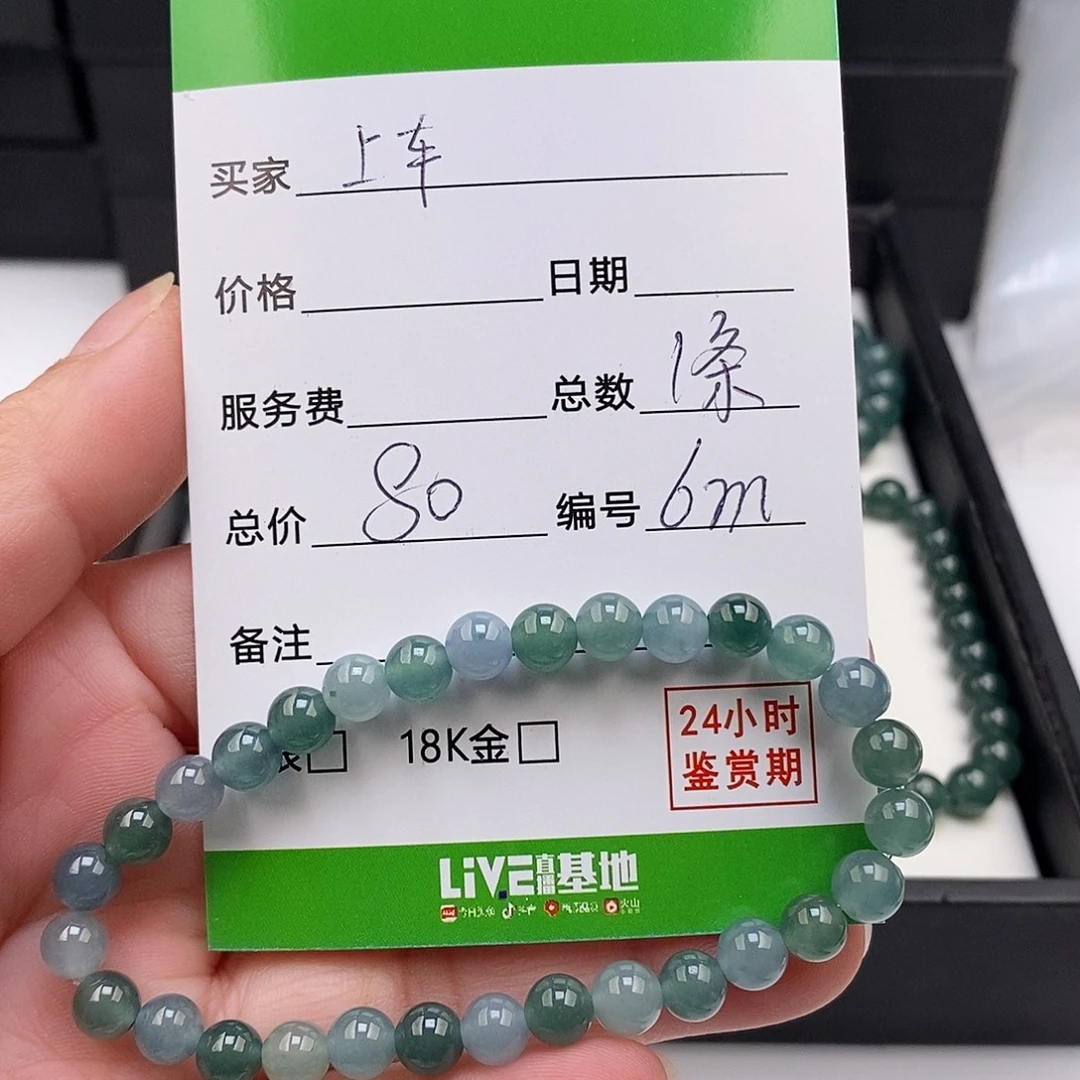 买家 上车
价格 日期
服务费 总数 1条
总价 80 编号 6m
备注
18K金
24小时
鉴赏期
LiVE直播基地
火山